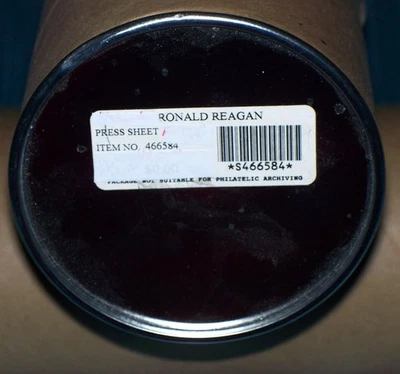 RONALD REAGAN
PRESS SHEET
ITEM NO. 466584
*S466584*
PACKAGE NOT SUITABLE FOR PHILATELIC ARCHIVING